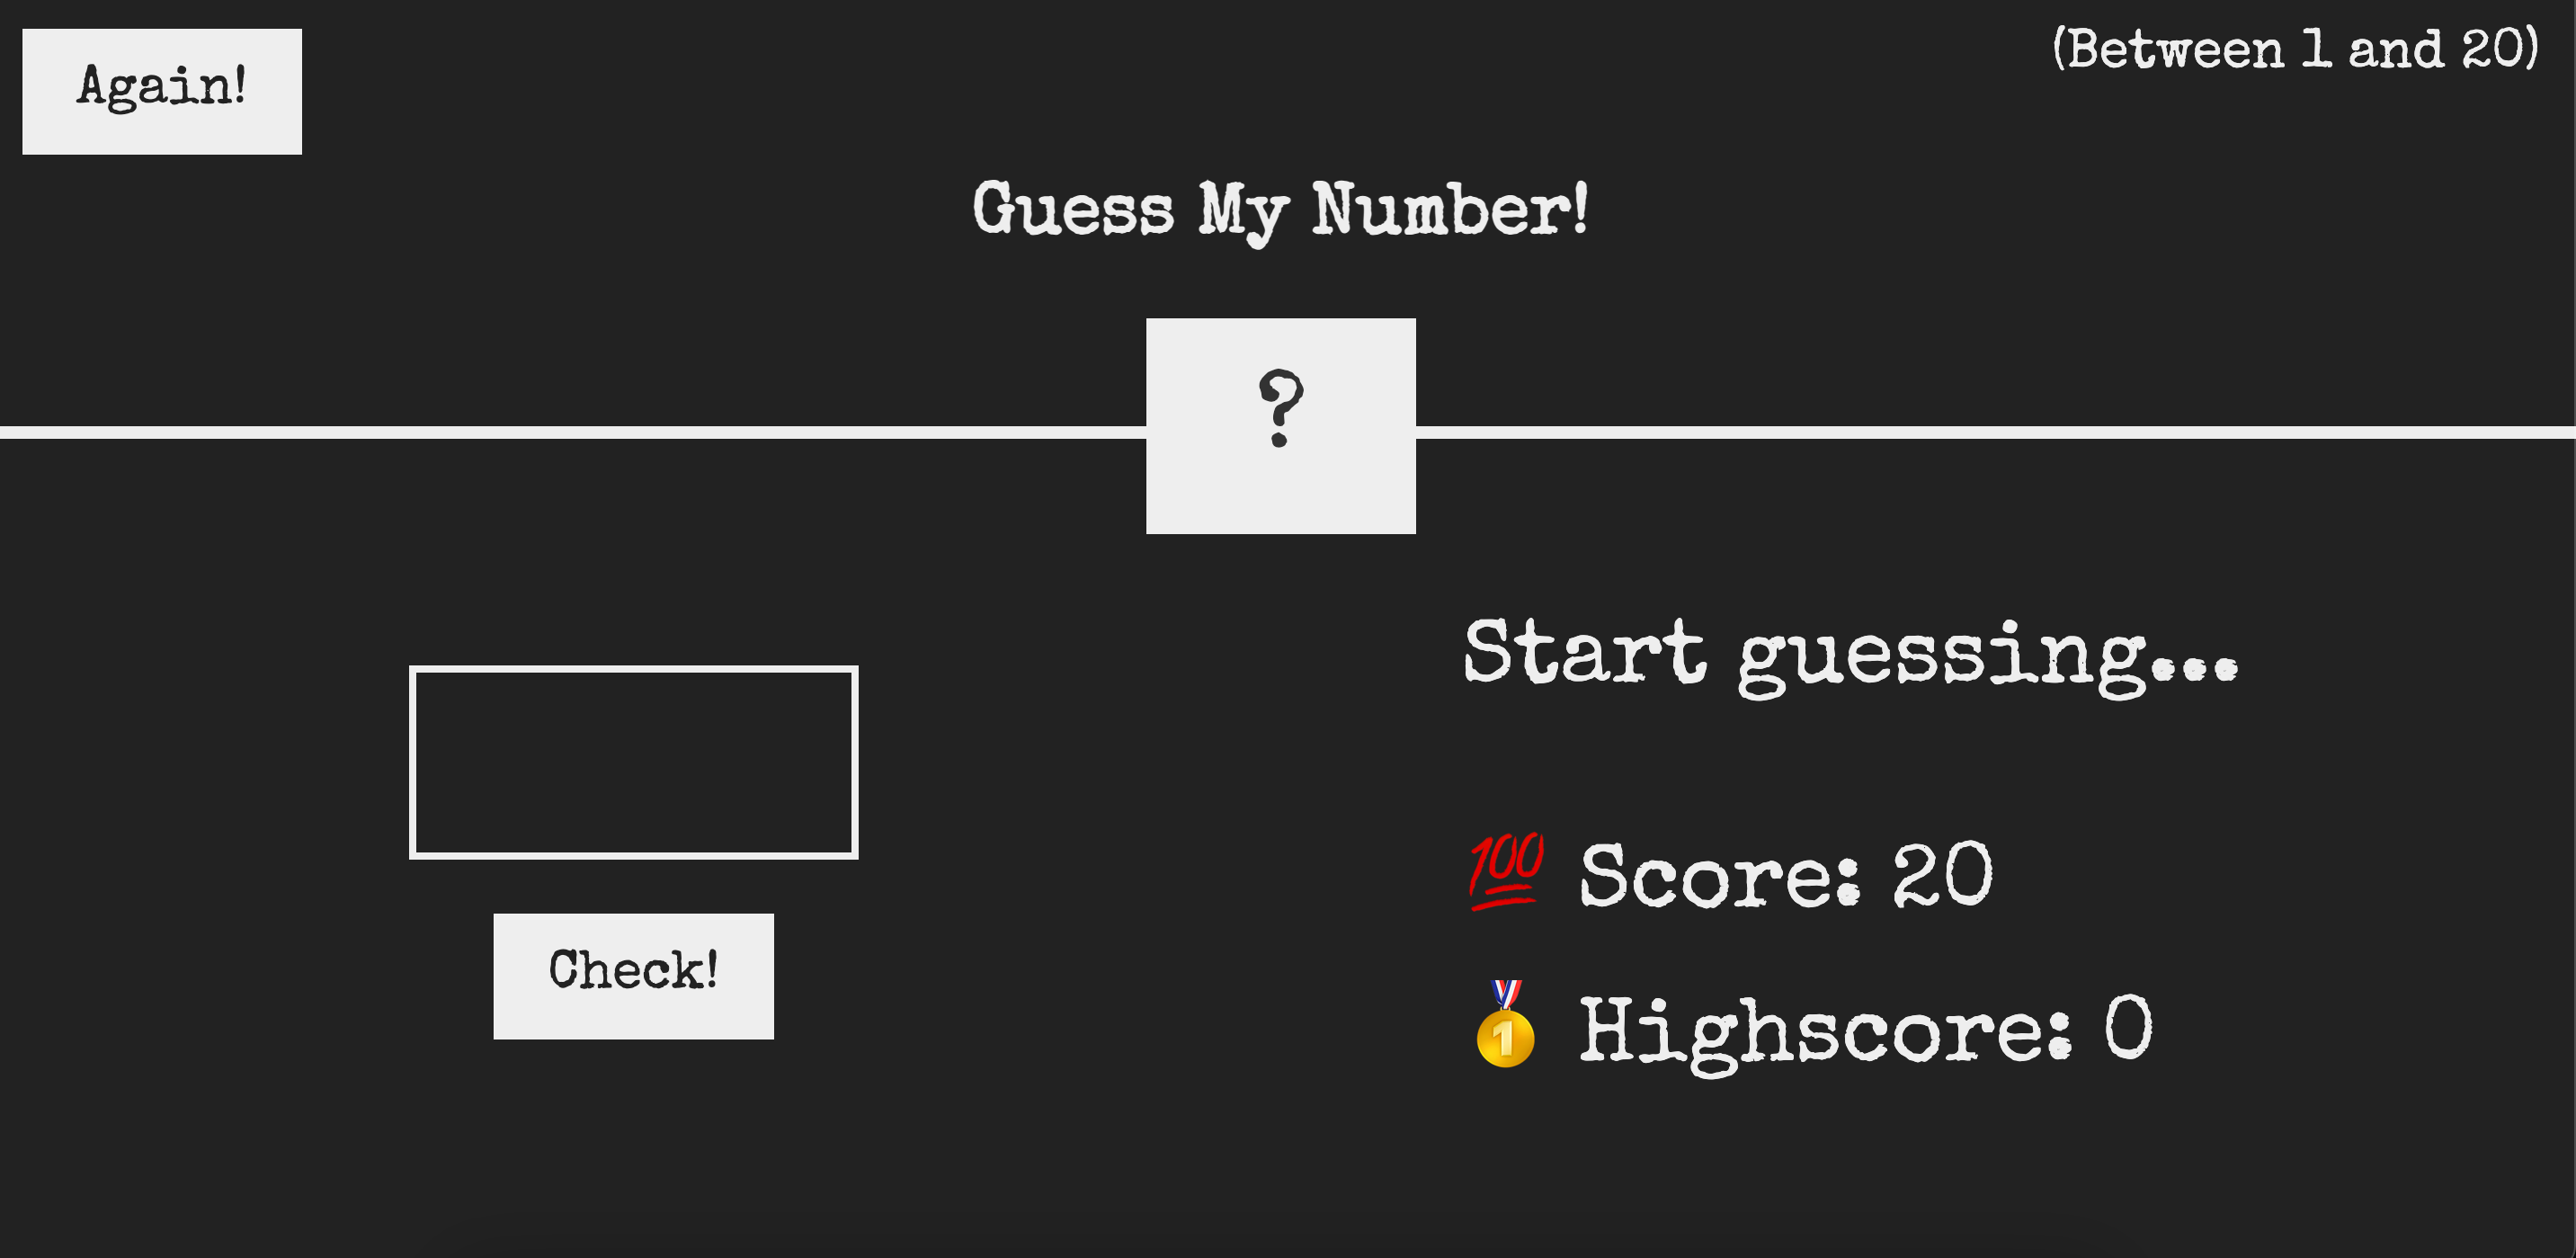 Again!
(Between 1 and 20)
Guess My Number!
?
Start guessing...
Check!
💯 Score: 20
🥇 Highscore: 0